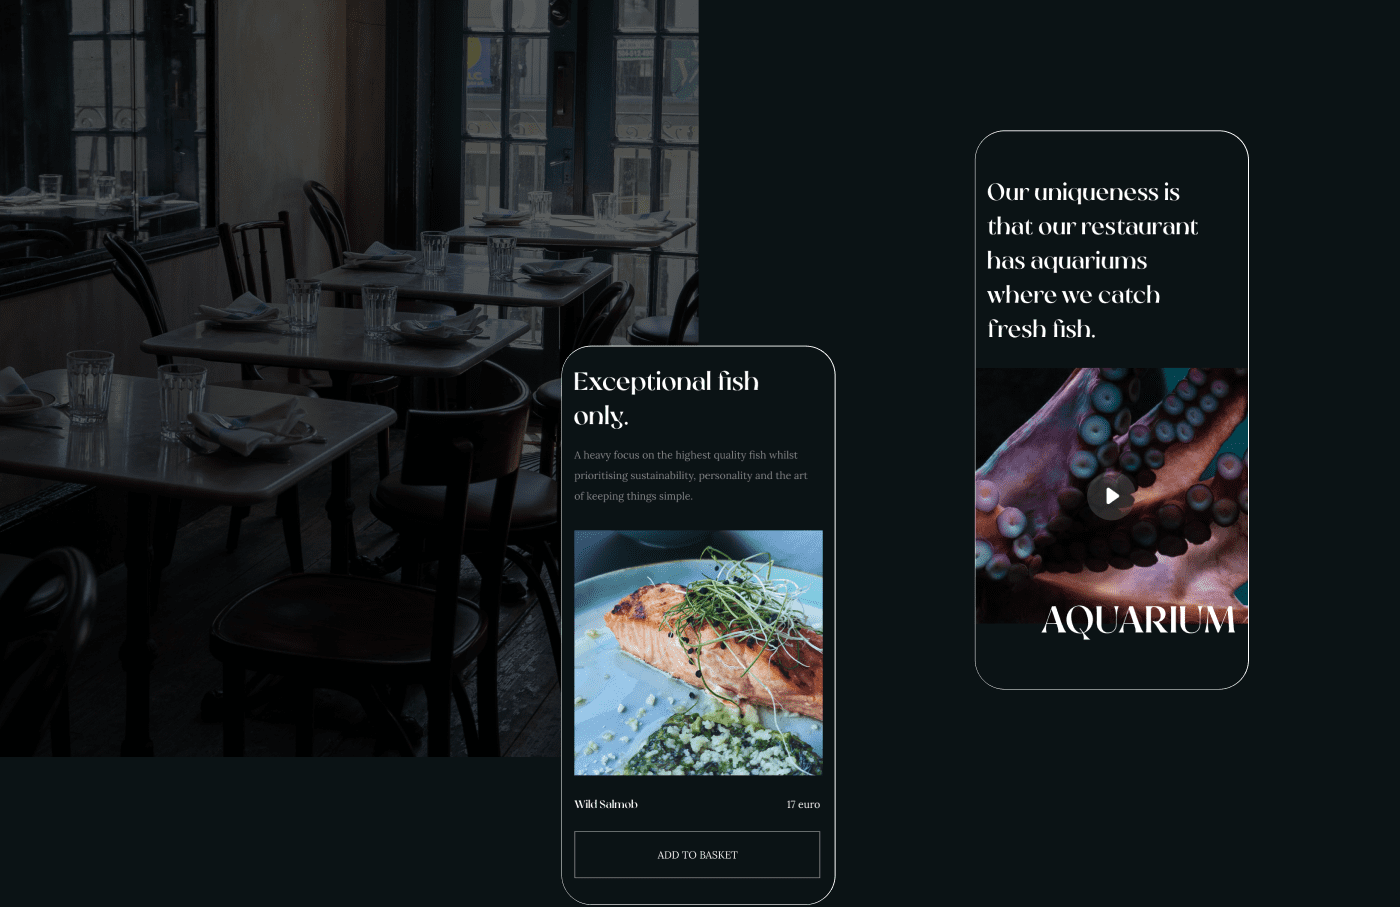 Exceptional fish
only.
A heavy focus on the highest quality fish whilst
prioritising sustainability, personality and the art
of keeping things simple.
Wild Salmob
17 euro
ADD TO BASKET
Our uniqueness is
that our restaurant
has aquariums
where we catch
fresh fish.
AQUARIUM